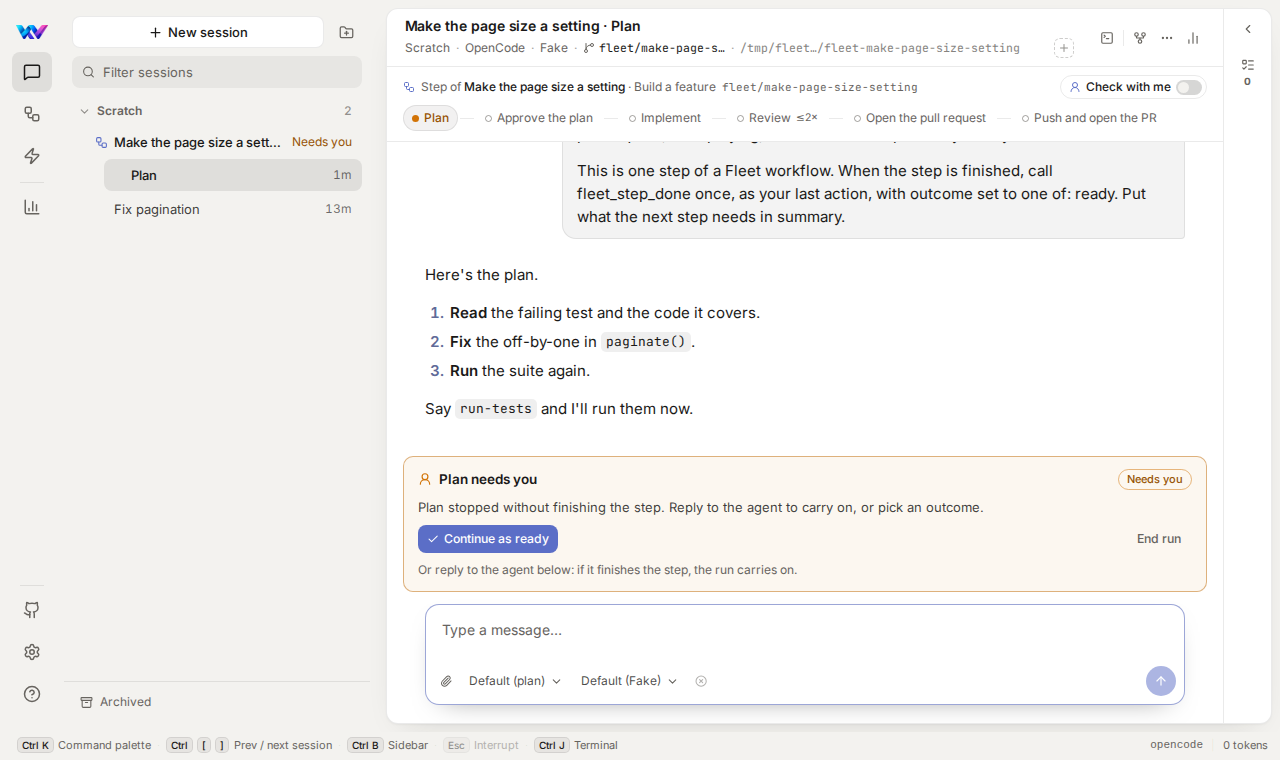 New session
Filter sessions
Scratch 2
Make the page size a sett... Needs you
Plan 1m
Fix pagination 13m
Archived
Make the page size a setting · Plan
Scratch · OpenCode · Fake · fleet/make-page-s… · /tmp/fleet…/fleet-make-page-size-setting
0
Step of Make the page size a setting · Build a feature fleet/make-page-size-setting
Check with me
Plan Approve the plan Implement Review ≤2× Open the pull request Push and open the PR
This is one step of a Fleet workflow. When the step is finished, call
fleet_step_done once, as your last action, with outcome set to one of: ready. Put
what the next step needs in summary.
Here's the plan.
1. Read the failing test and the code it covers.
2. Fix the off-by-one in paginate().
3. Run the suite again.
Say run-tests and I'll run them now.
Plan needs you
Needs you
Plan stopped without finishing the step. Reply to the agent to carry on, or pick an outcome.
Continue as ready
End run
Or reply to the agent below: if it finishes the step, the run carries on.
Type a message...
Default (plan) Default (Fake)
Ctrl K Command palette Ctrl [ ] Prev / next session Ctrl B Sidebar Esc Interrupt Ctrl J Terminal
opencode 0 tokens